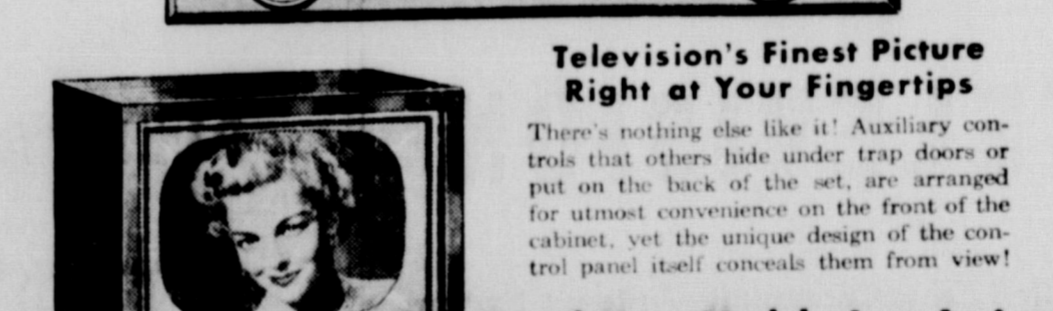 Television's Finest Picture
Right at Your Fingertips
There's nothing else like it! Auxiliary con-
trols that others hide under trap doors or
put on the back of the set, are arranged
for utmost convenience on the front of the
cabinet, yet the unique design of the con-
trol panel itself conceals them from view!